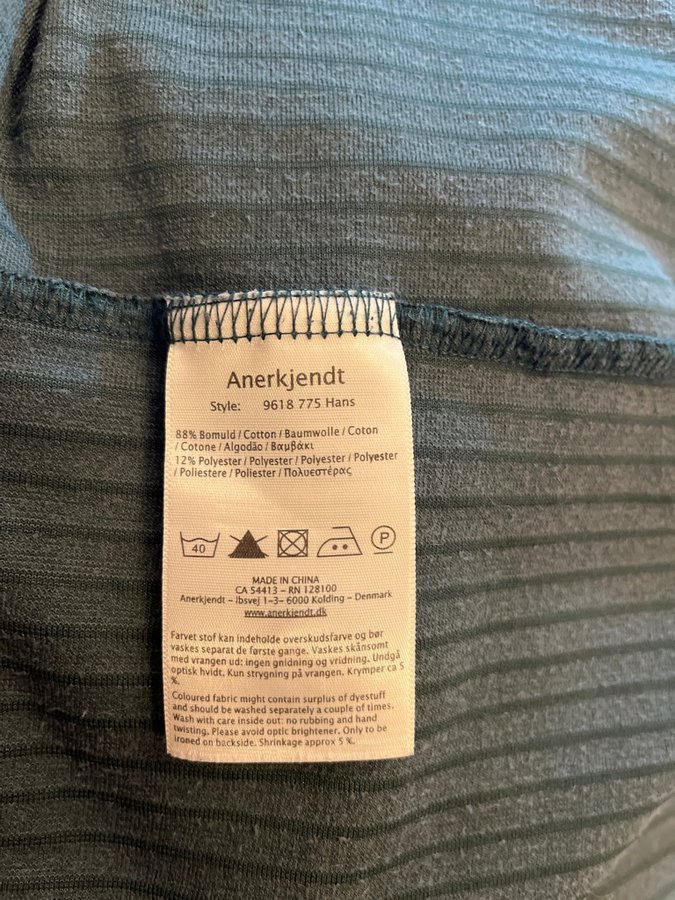 Anerkjendt
Style: 9618 775 Hans
88% Bomuld / Cotton / Baumwolle / Coton
/ Cotone / Algodão / Βαμβάκι
12% Polyester / Polyester / Polyester / Polyester
/ Poliestere / Poliester / Πολυεστέρας
40 P
MADE IN CHINA
CA 54413 - RN 128100
Anerkjendt - Ibsvej 1-3- 6000 Kolding - Denmark
www.anerkjendt.dk
Farvet stof kan indeholde overskudsfarve og bør
vaskes separat de første gange. Vaskes skånsomt
med vrangen ud: ingen gnidning og vridning. Undgå
optisk hvidt. Kun strygning på vrangen. Krymper ca 5
%.
Coloured fabric might contain surplus of dyestuff
and should be washed separately a couple of times.
Wash with care inside out: no rubbing and hand
twisting. Please avoid optic brightener. Only to be
ironed on backside. Shrinkage approx 5 %.